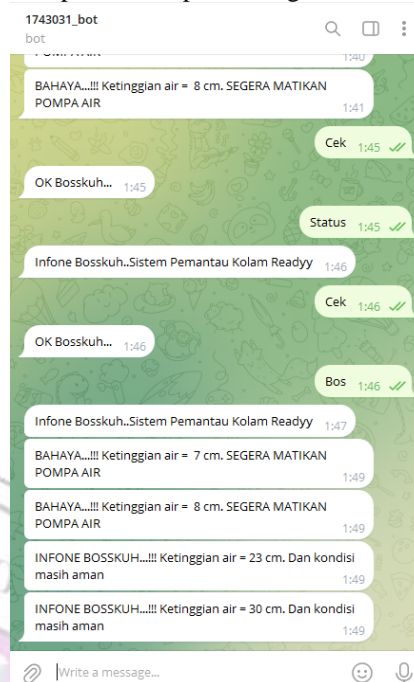 1743031_bot
bot
1:40
BAHAYA...!!! Ketinggian air = 8 cm. SEGERA MATIKAN
POMPA AIR
1:41
Cek 1:45
OK Bosskuh... 1:45
Status 1:45
Infone Bosskuh..Sistem Pemantau Kolam Readyy 1:46
Cek 1:46
OK Bosskuh... 1:46
Bos 1:46
Infone Bosskuh..Sistem Pemantau Kolam Readyy 1:47
BAHAYA...!!! Ketinggian air = 7 cm. SEGERA MATIKAN
POMPA AIR
1:49
BAHAYA...!!! Ketinggian air = 8 cm. SEGERA MATIKAN
POMPA AIR
1:49
INFONE BOSSKUH...!!! Ketinggian air = 23 cm. Dan kondisi
masih aman
1:49
INFONE BOSSKUH...!!! Ketinggian air = 30 cm. Dan kondisi
masih aman
1:49
Write a message...